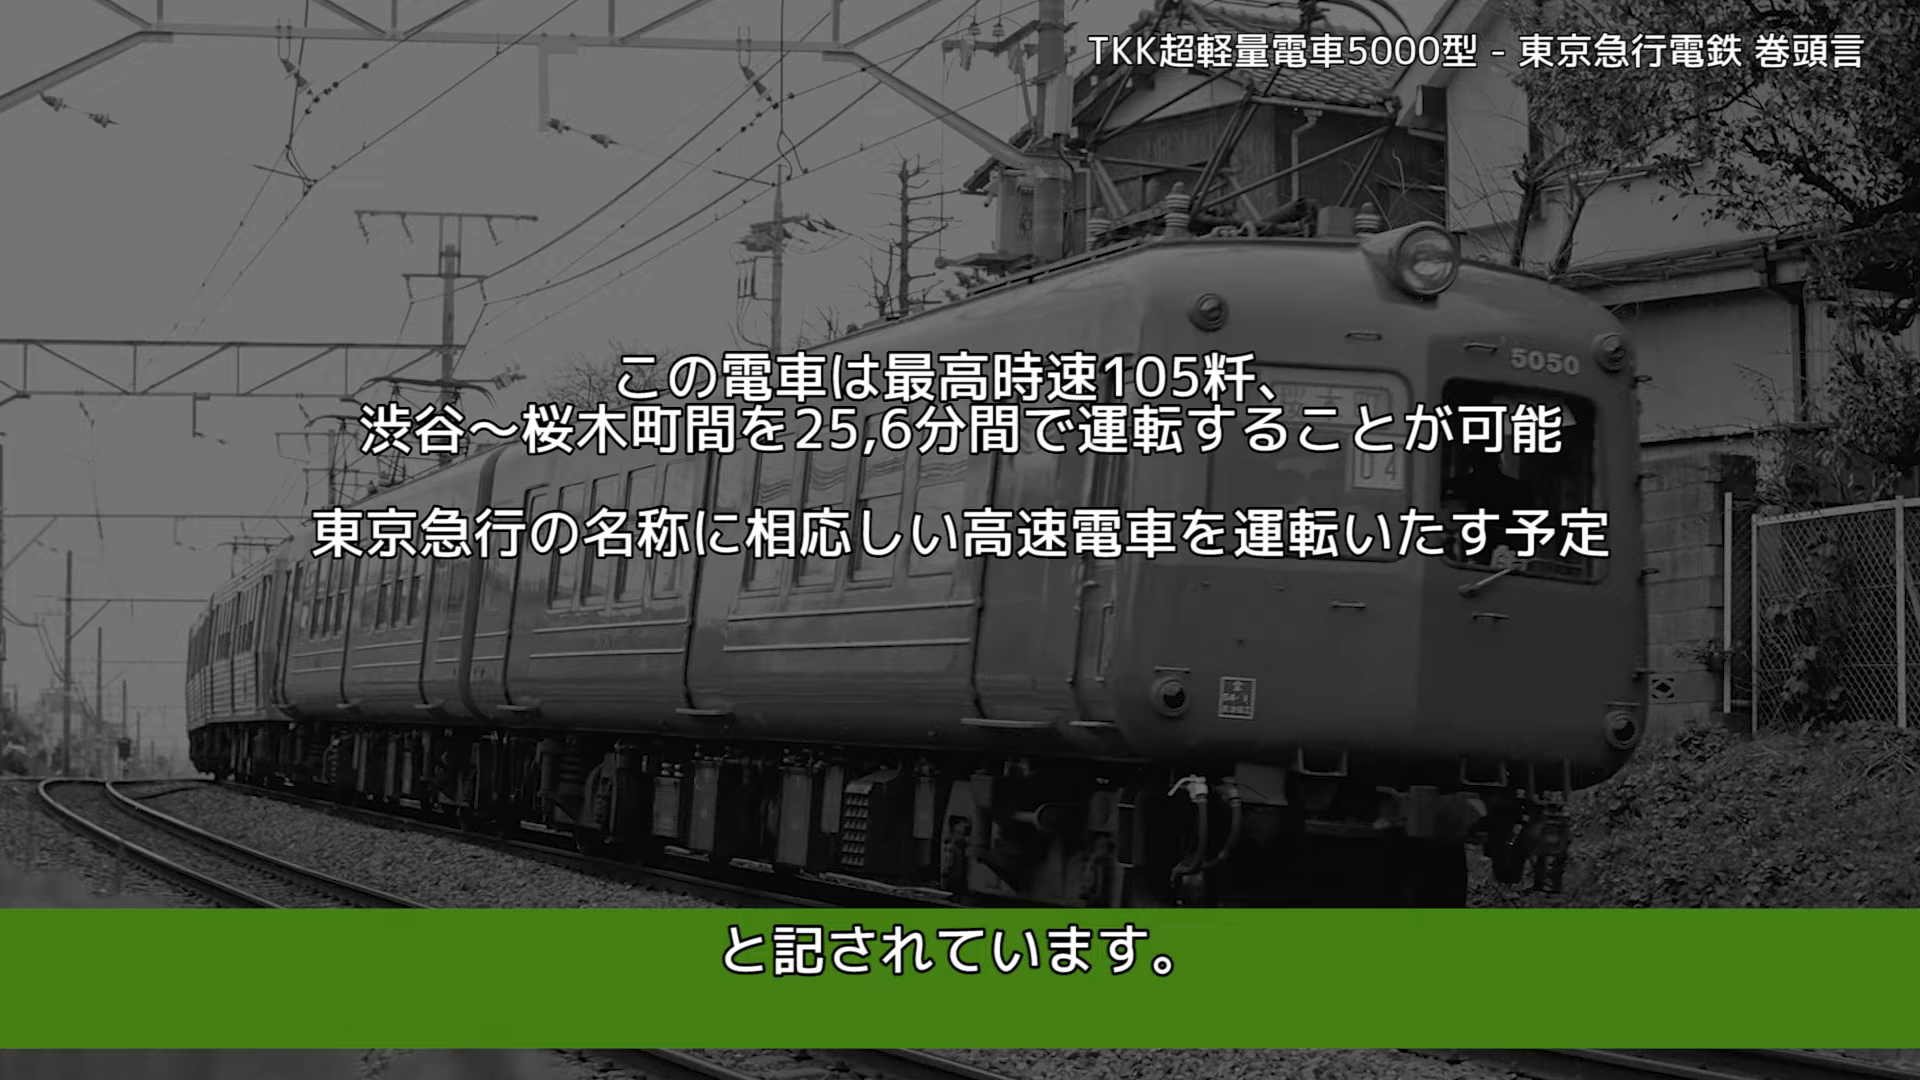 TKK超軽量電車5000型 - 東京急行電鉄 巻頭言
5050
この電車は最高時速105粁、
渋谷～桜木町間を25,6分間で運転することが可能
04
東京急行の名称に相応しい高速電車を運転いたす予定
と記されています。